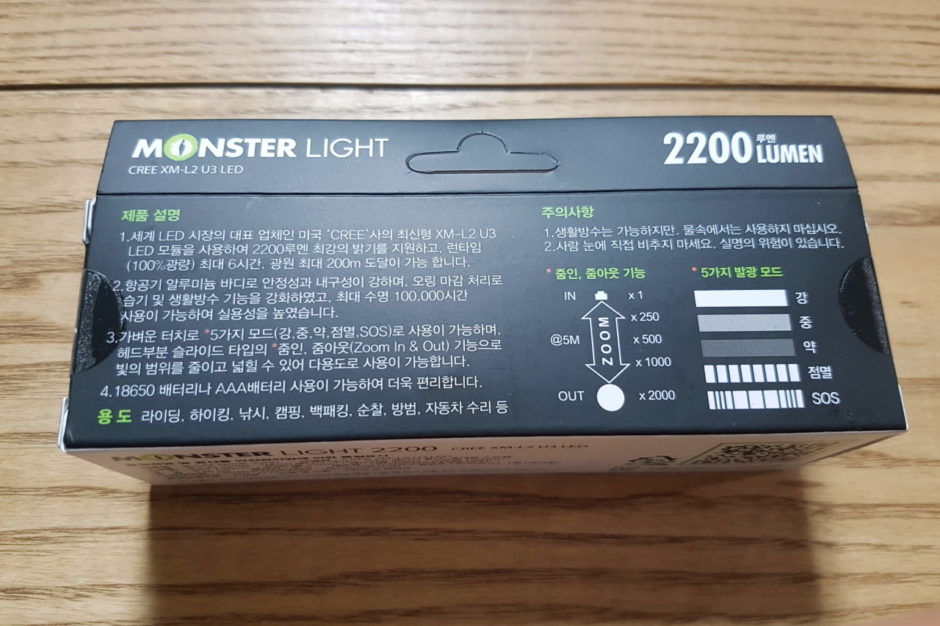 MONSTER LIGHT
CREE XM-L2 U3 LED
2200 루멘 LUMEN
제품 설명
1.세계 LED 시장의 대표 업체인 미국 "CREE"사의 최신형 XM-L2 U3
LED 모듈을 사용하여 2200루멘 최강의 밝기를 지원하고, 런타임
(100%광량) 최대 6시간. 광원 최대 200m 도달이 가능 합니다.
2.항공기 알루미늄 바디로 안정성과 내구성이 강하며, 오링 마감 처리로
습기 및 생활방수 기능을 강화하였고, 최대 수명 100,000시간
사용이 가능하여 실용성을 높였습니다.
3.가벼운 터치로 *5가지 모드(강,중,약,점멸,SOS)로 사용이 가능하며,
헤드부분 슬라이드 타입의 *줌인, 줌아웃(Zoom In & Out) 기능으로
빛의 범위를 줄이고 넓힐 수 있어 다용도로 사용이 가능합니다.
4.18650 배터리나 AAA배터리 사용이 가능하여 더욱 편리합니다.
용 도 라이딩, 하이킹, 낚시, 캠핑, 백패킹, 순찰, 방범, 자동차 수리 등
주의사항
1.생활방수는 가능하지만, 물속에서는 사용하지 마십시오.
2.사람 눈에 직접 비추지 마세요. 실명의 위험이 있습니다.
* 줌인, 줌아웃 기능
IN x 1
x 250
@5M ZOOM x 500
x 1000
OUT x 2000
* 5가지 발광 모드
강
중
약
점멸
SOS
MONSTER LIGHT 2200 CREE XM-L2 U3 LED